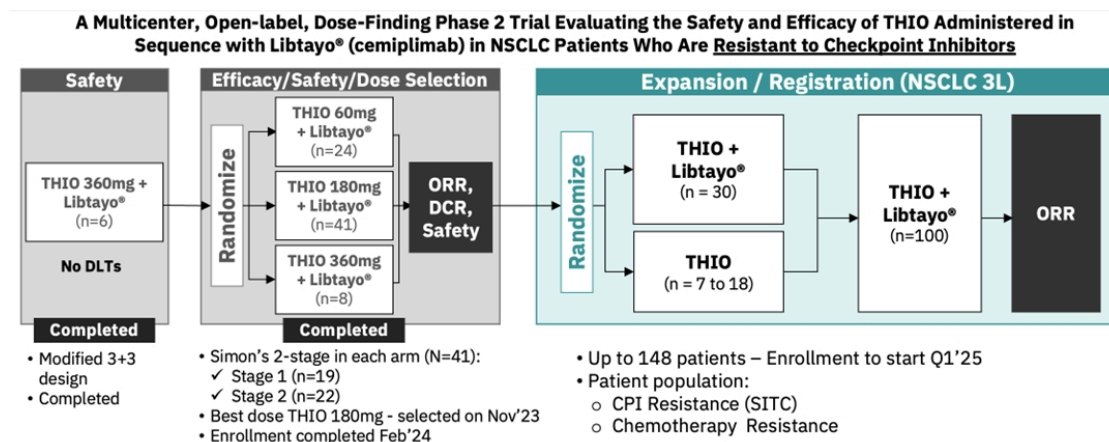 A Multicenter, Open-label, Dose-Finding Phase 2 Trial Evaluating the Safety and Efficacy of THIO Administered in
Sequence with Libtayo® (cemiplimab) in NSCLC Patients Who Are Resistant to Checkpoint Inhibitors
Safety
THIO 360mg +
Libtayo®
(n=6)
No DLTs
Completed
• Modified 3+3
design
• Completed
Efficacy/Safety/Dose Selection
Randomize
THIO 60mg
+ Libtayo®
(n=24)
THIO 180mg
+ Libtayo®
(n=41)
THIO 360mg
+ Libtayo®
(n=8)
ORR,
DCR,
Safety
Completed
• Simon's 2-stage in each arm (N=41):
✓ Stage 1 (n=19)
✓ Stage 2 (n=22)
• Best dose THIO 180mg - selected on Nov'23
• Enrollment completed Feb'24
Expansion / Registration (NSCLC 3L)
Randomize
THIO +
Libtayo®
(n = 30)
THIO
(n = 7 to 18)
THIO +
Libtayo®
(n=100)
ORR
• Up to 148 patients – Enrollment to start Q1'25
• Patient population:
o CPI Resistance (SITC)
o Chemotherapy Resistance